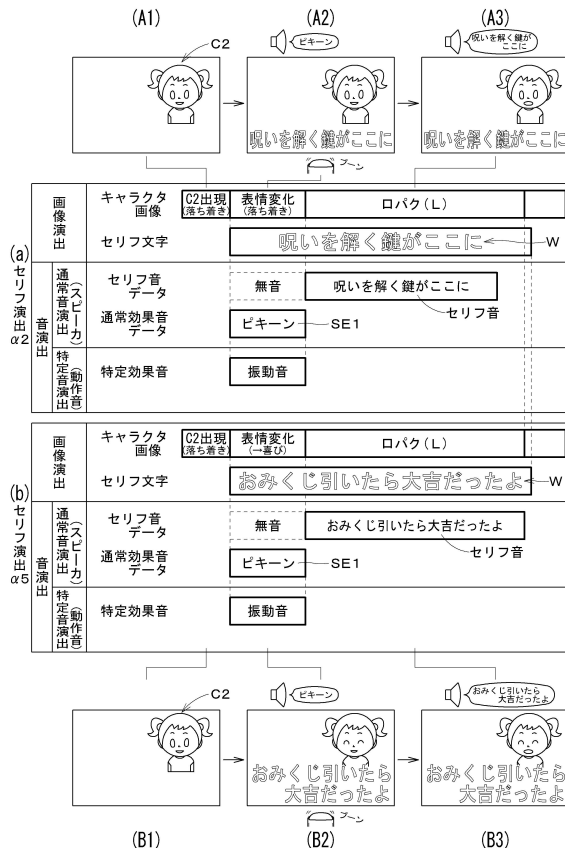 (A1)
(A2)
(A3)
C2
ピキーン
呪いを解く鍵が
ここに
呪いを解く鍵がここに
呪いを解く鍵がここに
ブーン
(a)
セリフ演出
α2
画像演出
キャラクタ
画像
C2出現
(落ち着き)
表情変化
(落ち着き)
口パク(L)
セリフ文字
呪いを解く鍵がここに
W
音演出
通常音演出
(スピーカ)
セリフ音
データ
無音
呪いを解く鍵がここに
セリフ音
通常効果音
データ
ピキーン
SE1
特定音演出
(動作音)
特定効果音
振動音
(b)
セリフ演出
α5
画像演出
キャラクタ
画像
C2出現
(落ち着き)
表情変化
(→喜び)
口パク(L)
セリフ文字
おみくじ引いたら大吉だったよ
W
音演出
通常音演出
(スピーカ)
セリフ音
データ
無音
おみくじ引いたら大吉だったよ
セリフ音
通常効果音
データ
ピキーン
SE1
特定音演出
(動作音)
特定効果音
振動音
C2
ピキーン
おみくじ引いたら
大吉だったよ
おみくじ引いたら
大吉だったよ
おみくじ引いたら
大吉だったよ
ブーン
(B1)
(B2)
(B3)